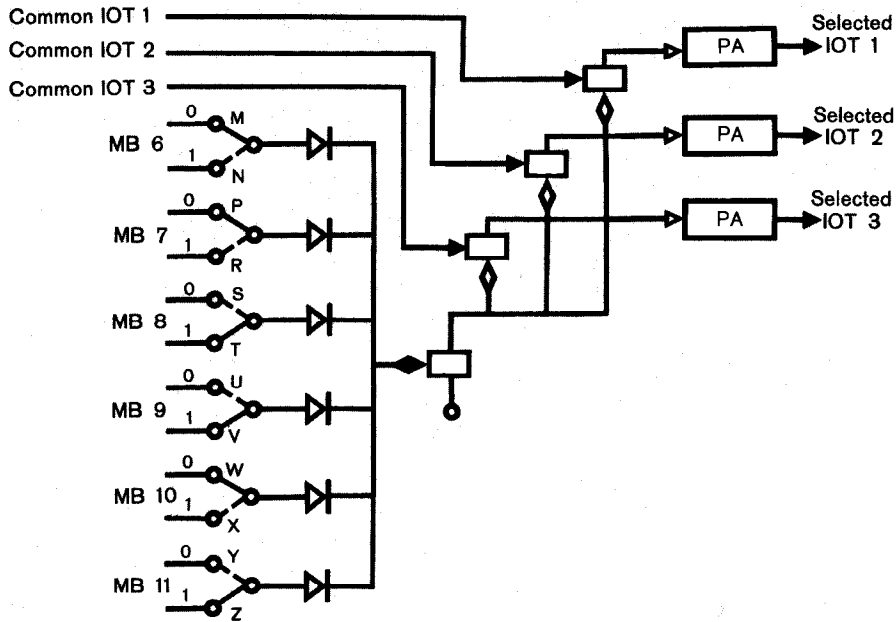 Common IOT 1
Common IOT 2
Common IOT 3
PA
Selected
IOT 1
PA
Selected
IOT 2
PA
Selected
IOT 3
MB 6
0
M
1
N
MB 7
0
P
1
R
MB 8
0
S
1
T
MB 9
0
U
1
V
MB 10
0
W
1
X
MB 11
0
Y
1
Z